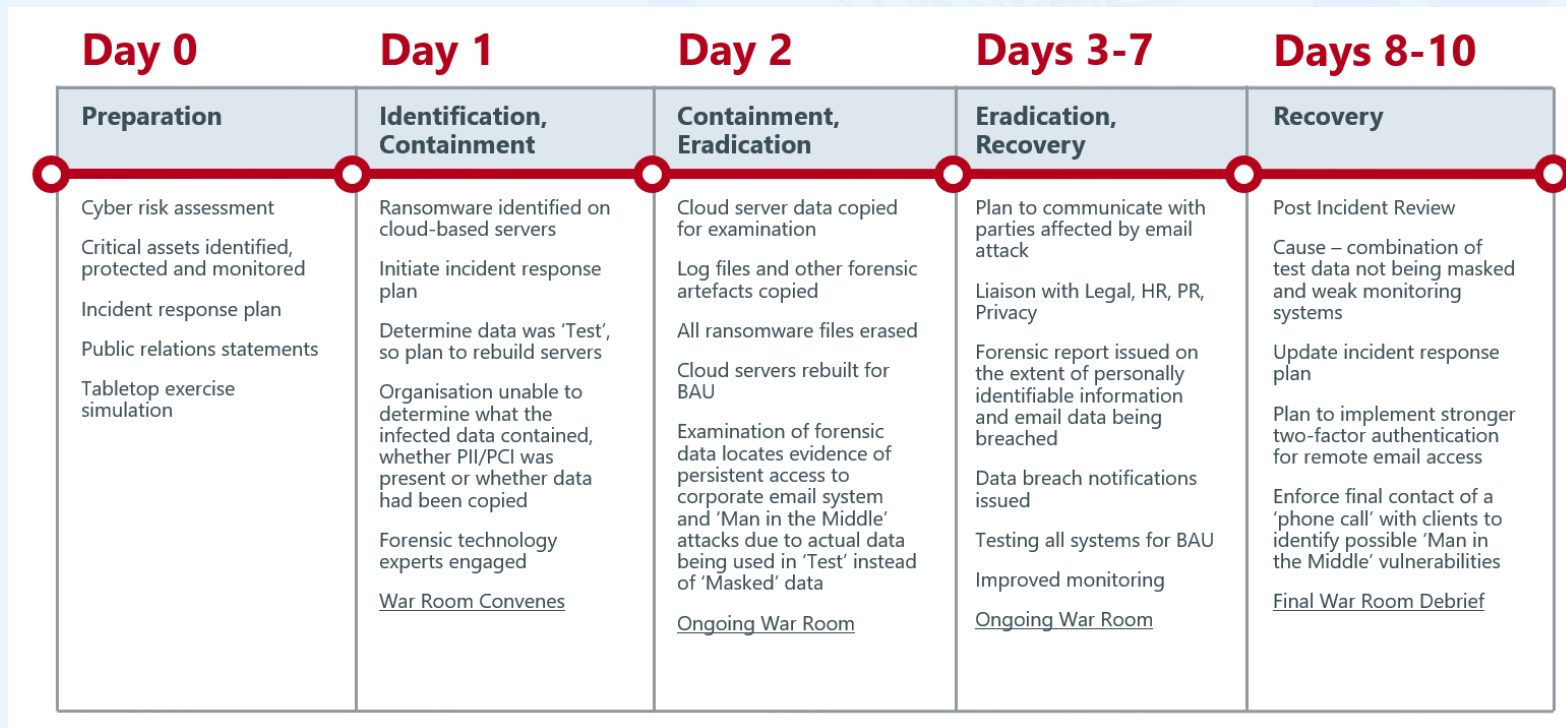 Day 0
Preparation
Cyber risk assessment
Critical assets identified,
protected and monitored
Incident response plan
Public relations statements
Tabletop exercise
simulation
Day 1
Identification,
Containment
Ransomware identified on
cloud-based servers
Initiate incident response
plan
Determine data was ‘Test’,
so plan to rebuild servers
Organisation unable to
determine what the
infected data contained,
whether PII/PCI was
present or whether data
had been copied
Forensic technology
experts engaged
War Room Convenes
Day 2
Containment,
Eradication
Cloud server data copied
for examination
Log files and other forensic
artefacts copied
All ransomware files erased
Cloud servers rebuilt for
BAU
Examination of forensic
data locates evidence of
persistent access to
corporate email system
and ‘Man in the Middle’
attacks due to actual data
being used in ‘Test’ instead
of ‘Masked’ data
Ongoing War Room
Days 3-7
Eradication,
Recovery
Plan to communicate with
parties affected by email
attack
Liaison with Legal, HR, PR,
Privacy
Forensic report issued on
the extent of personally
identifiable information
and email data being
breached
Data breach notifications
issued
Testing all systems for BAU
Improved monitoring
Ongoing War Room
Days 8-10
Recovery
Post Incident Review
Cause – combination of
test data not being masked
and weak monitoring
systems
Update incident response
plan
Plan to implement stronger
two-factor authentication
for remote email access
Enforce final contact of a
‘phone call’ with clients to
identify possible ‘Man in
the Middle’ vulnerabilities
Final War Room Debrief